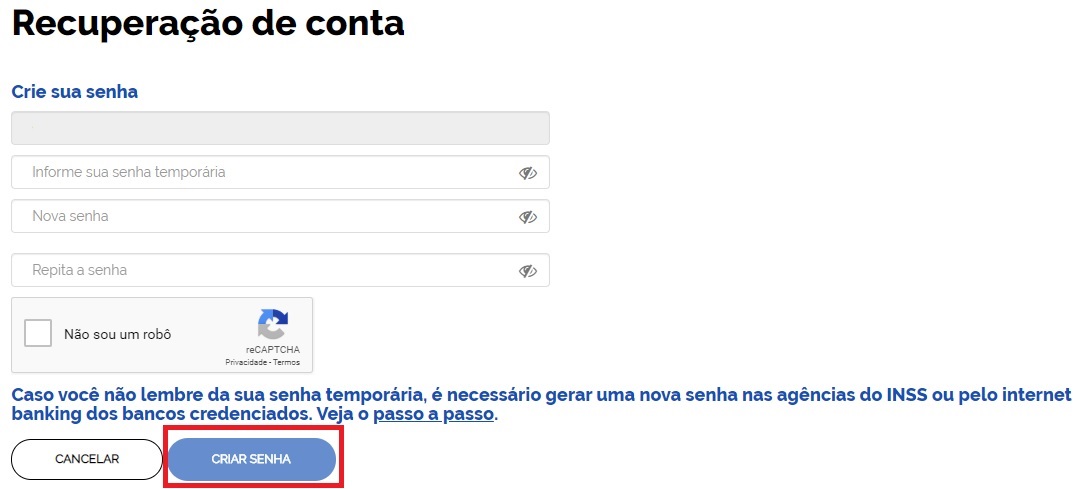 Recuperação de conta
Crie sua senha
Informe sua senha temporária
Nova senha
Repita a senha
Não sou um robô
reCAPTCHA
Privacidade - Termos
Caso você não lembre da sua senha temporária, é necessário gerar uma nova senha nas agências do INSS ou pelo internet
banking dos bancos credenciados. Veja o passo a passo.
CANCELAR CRIAR SENHA